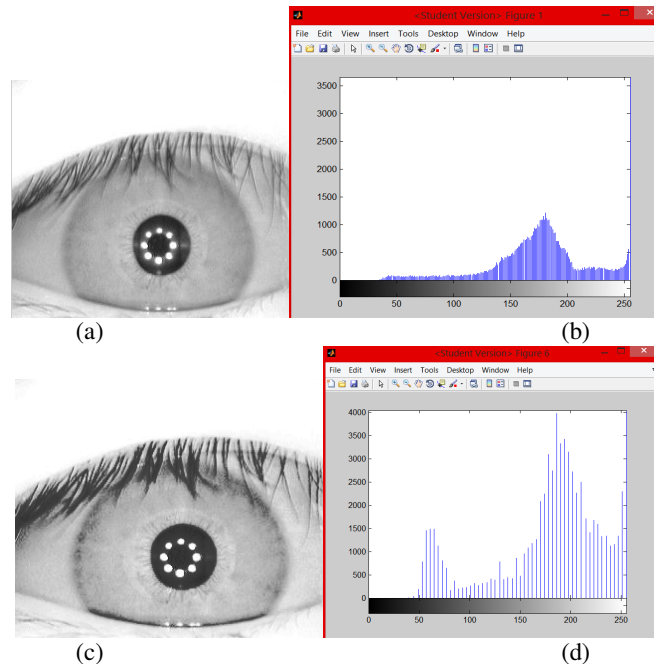 <Student Version> Figure 1
File Edit View Insert Tools Desktop Window Help
3500
3000
2500
2000
1500
1000
500
0
0 50 100 150 200 250
(a) (b)
<Student Version> Figure 6
File Edit View Insert Tools Desktop Window Help
4000
3500
3000
2500
2000
1500
1000
500
0
0 50 100 150 200 250
(c) (d)